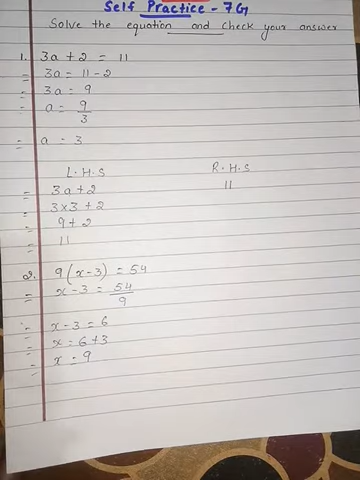 Self Practice - 7G
Solve the equation and check your answer
1. 3a + 2 = 11
= 3a = 11 - 2
= 3a = 9
= a = 9/3
= a = 3
L.H.S R.H.S
= 3a + 2 11
= 3 × 3 + 2
= 9 + 2
= 11
2. 9(x - 3) = 54
= x - 3 = 54/9
= x - 3 = 6
= x = 6 + 3
= x = 9